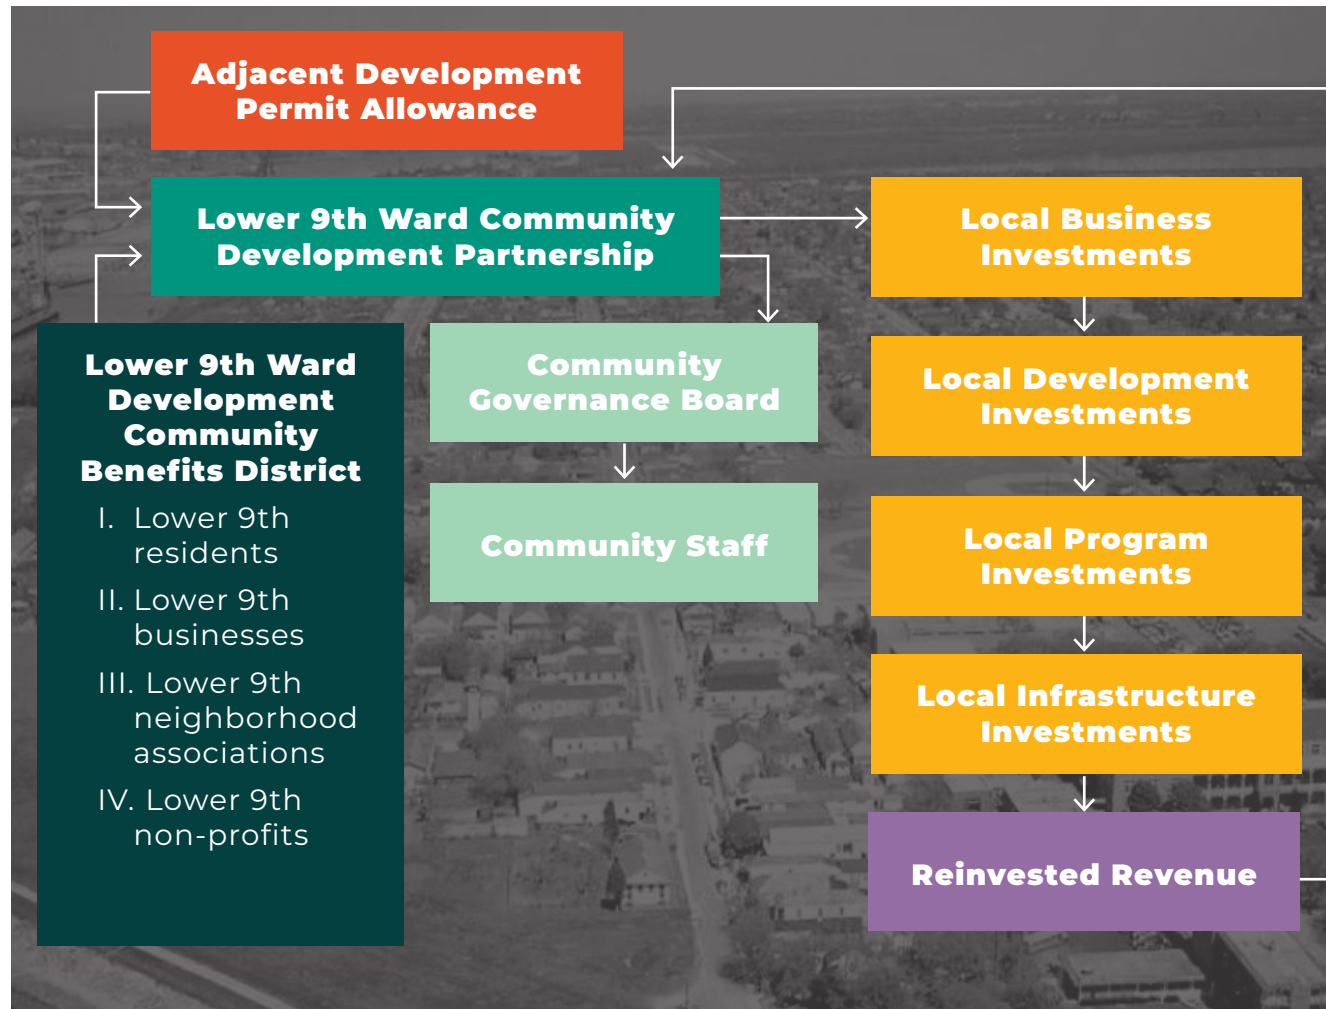 Adjacent Development
Permit Allowance
Lower 9th Ward Community
Development Partnership
Lower 9th Ward
Development
Community
Benefits District
I. Lower 9th
residents
II. Lower 9th
businesses
III. Lower 9th
neighborhood
associations
IV. Lower 9th
non-profits
Community
Governance Board
Community Staff
Local Business
Investments
Local Development
Investments
Local Program
Investments
Local Infrastructure
Investments
Reinvested Revenue